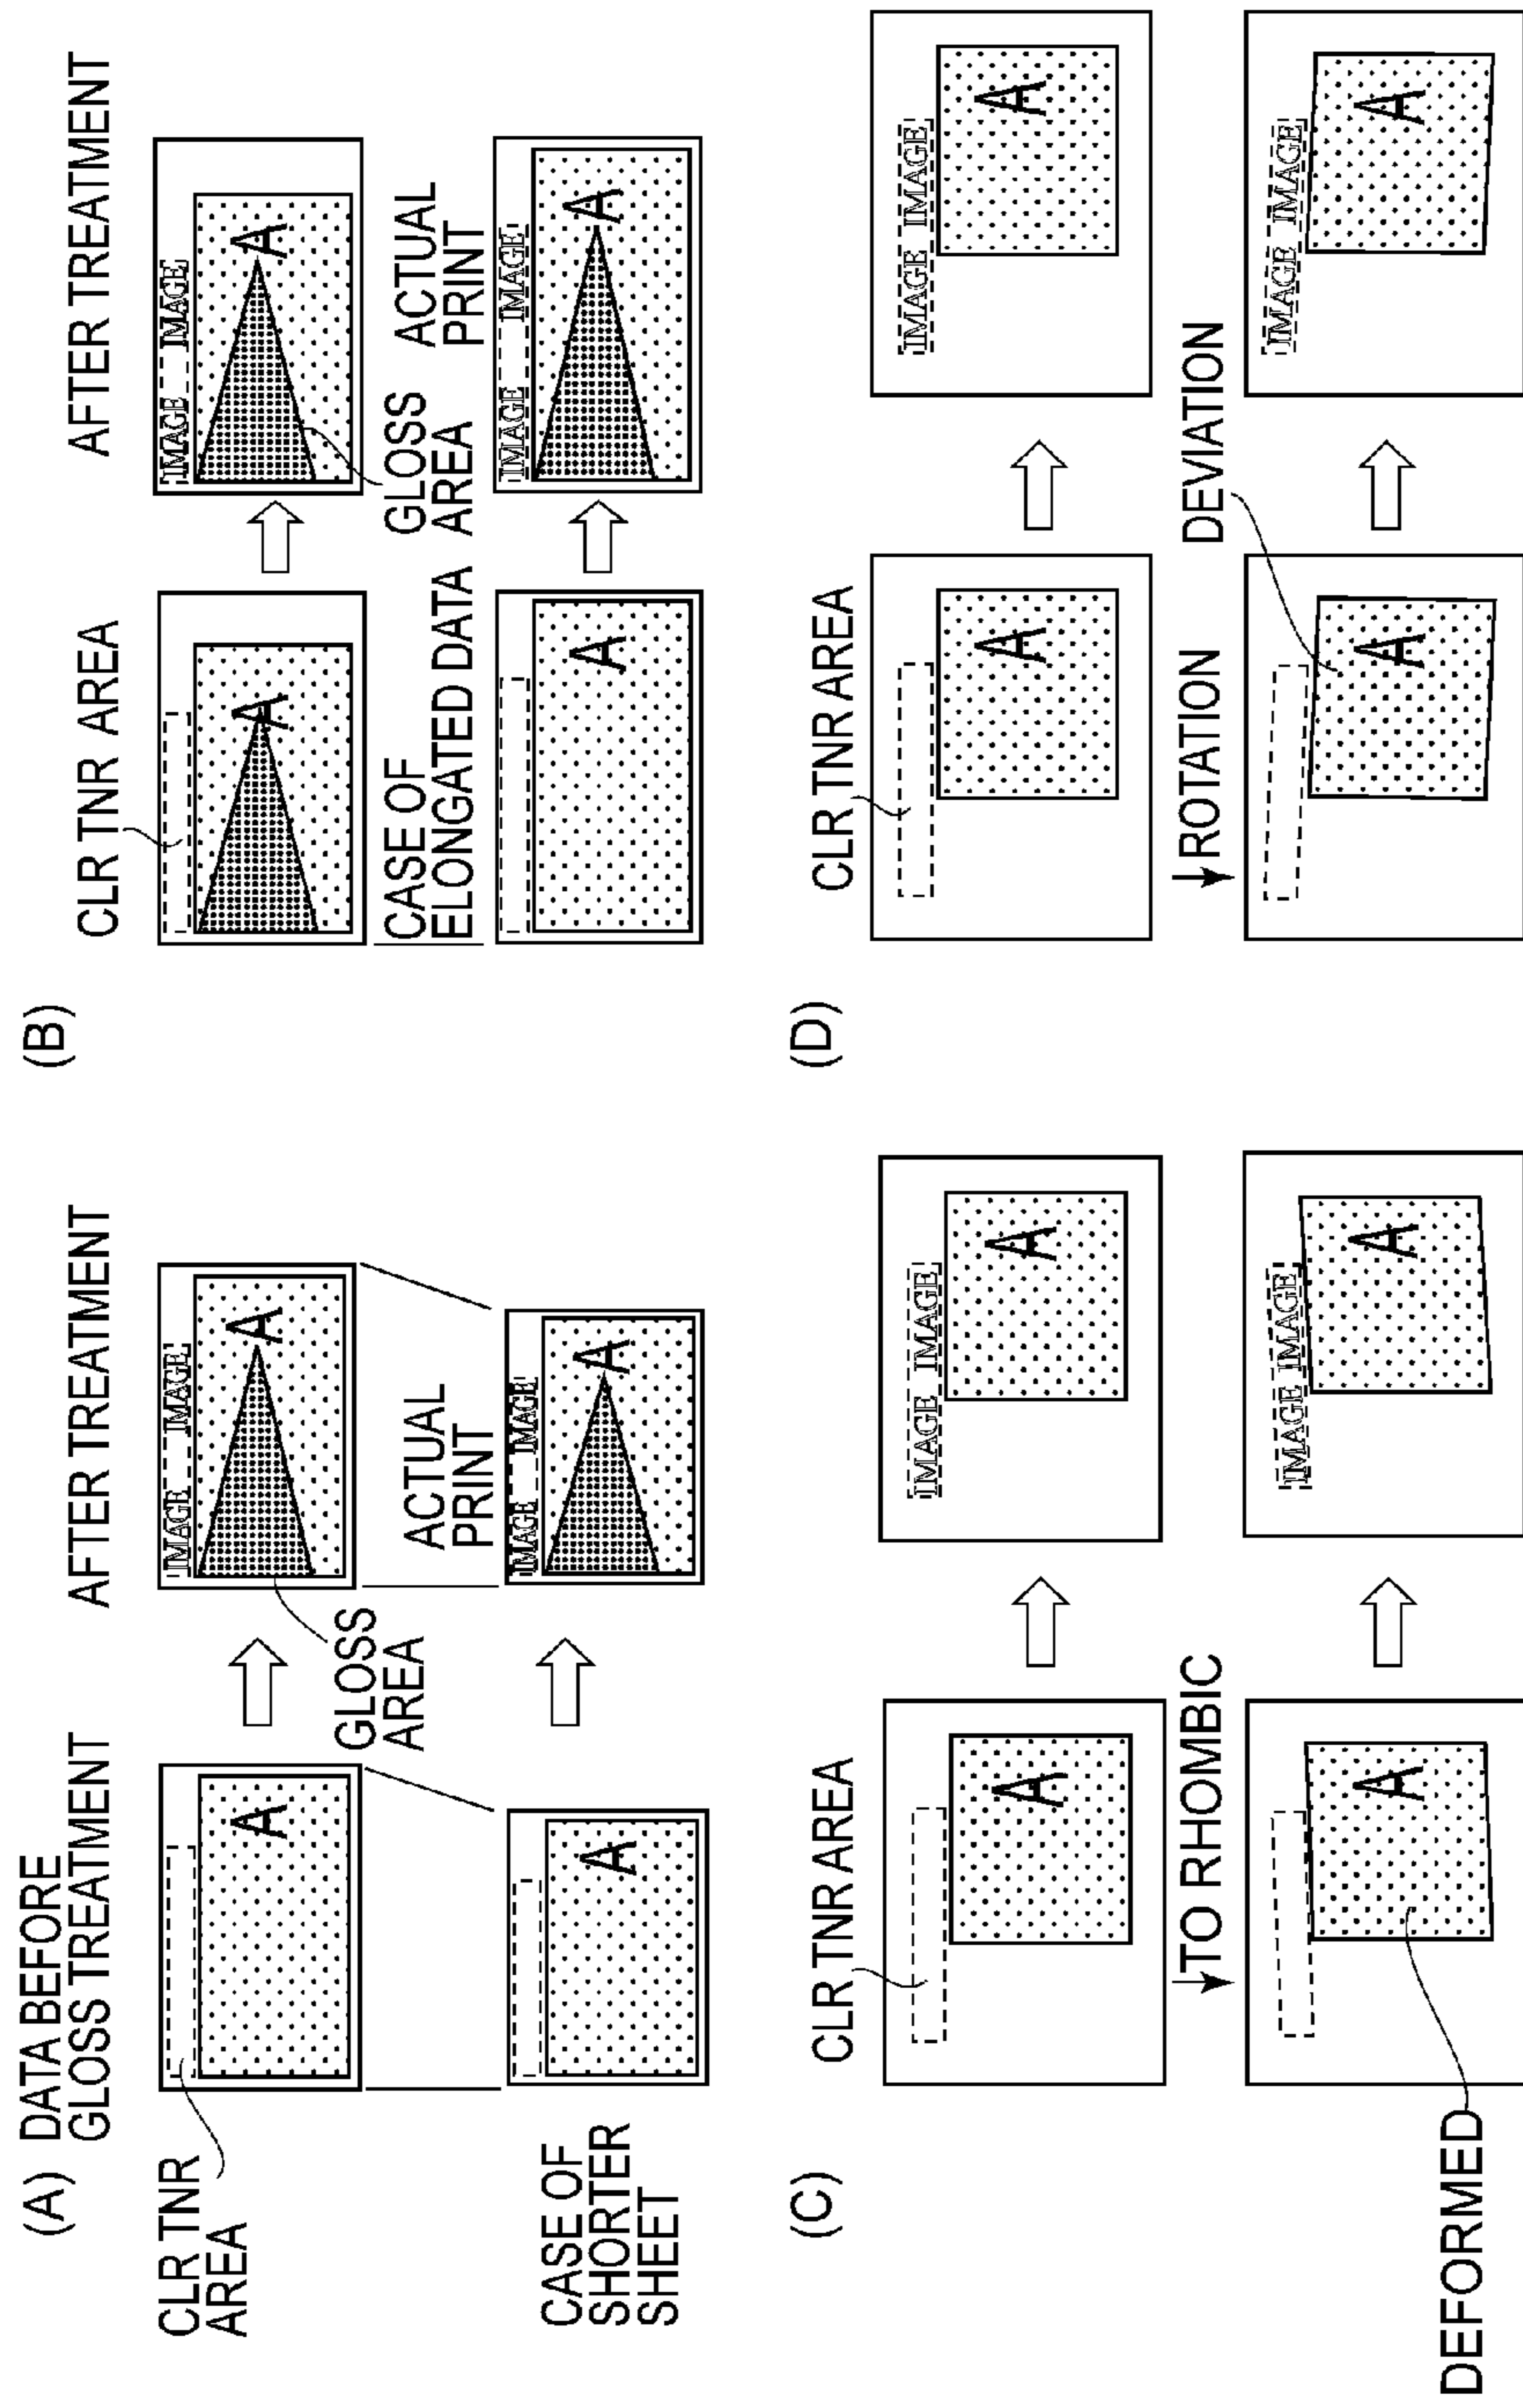 (A)
DATA BEFORE
GLOSS TREATMENT
AFTER TREATMENT
CLR TNR
AREA
A
IMAGE IMAGE
A
GLOSS
AREA
ACTUAL
PRINT
CASE OF
SHORTER
SHEET
A
IMAGE IMAGE
A
(B)
AFTER TREATMENT
CLR TNR AREA
A
IMAGE IMAGE
A
CASE OF
ELONGATED DATA
GLOSS
AREA
ACTUAL
PRINT
A
IMAGE IMAGE
A
(C)
CLR TNR AREA
A
IMAGE IMAGE
A
TO RHOMBIC
A
IMAGE IMAGE
A
DEFORMED
(D)
CLR TNR AREA
A
IMAGE IMAGE
A
ROTATION
DEVIATION
A
IMAGE IMAGE
A